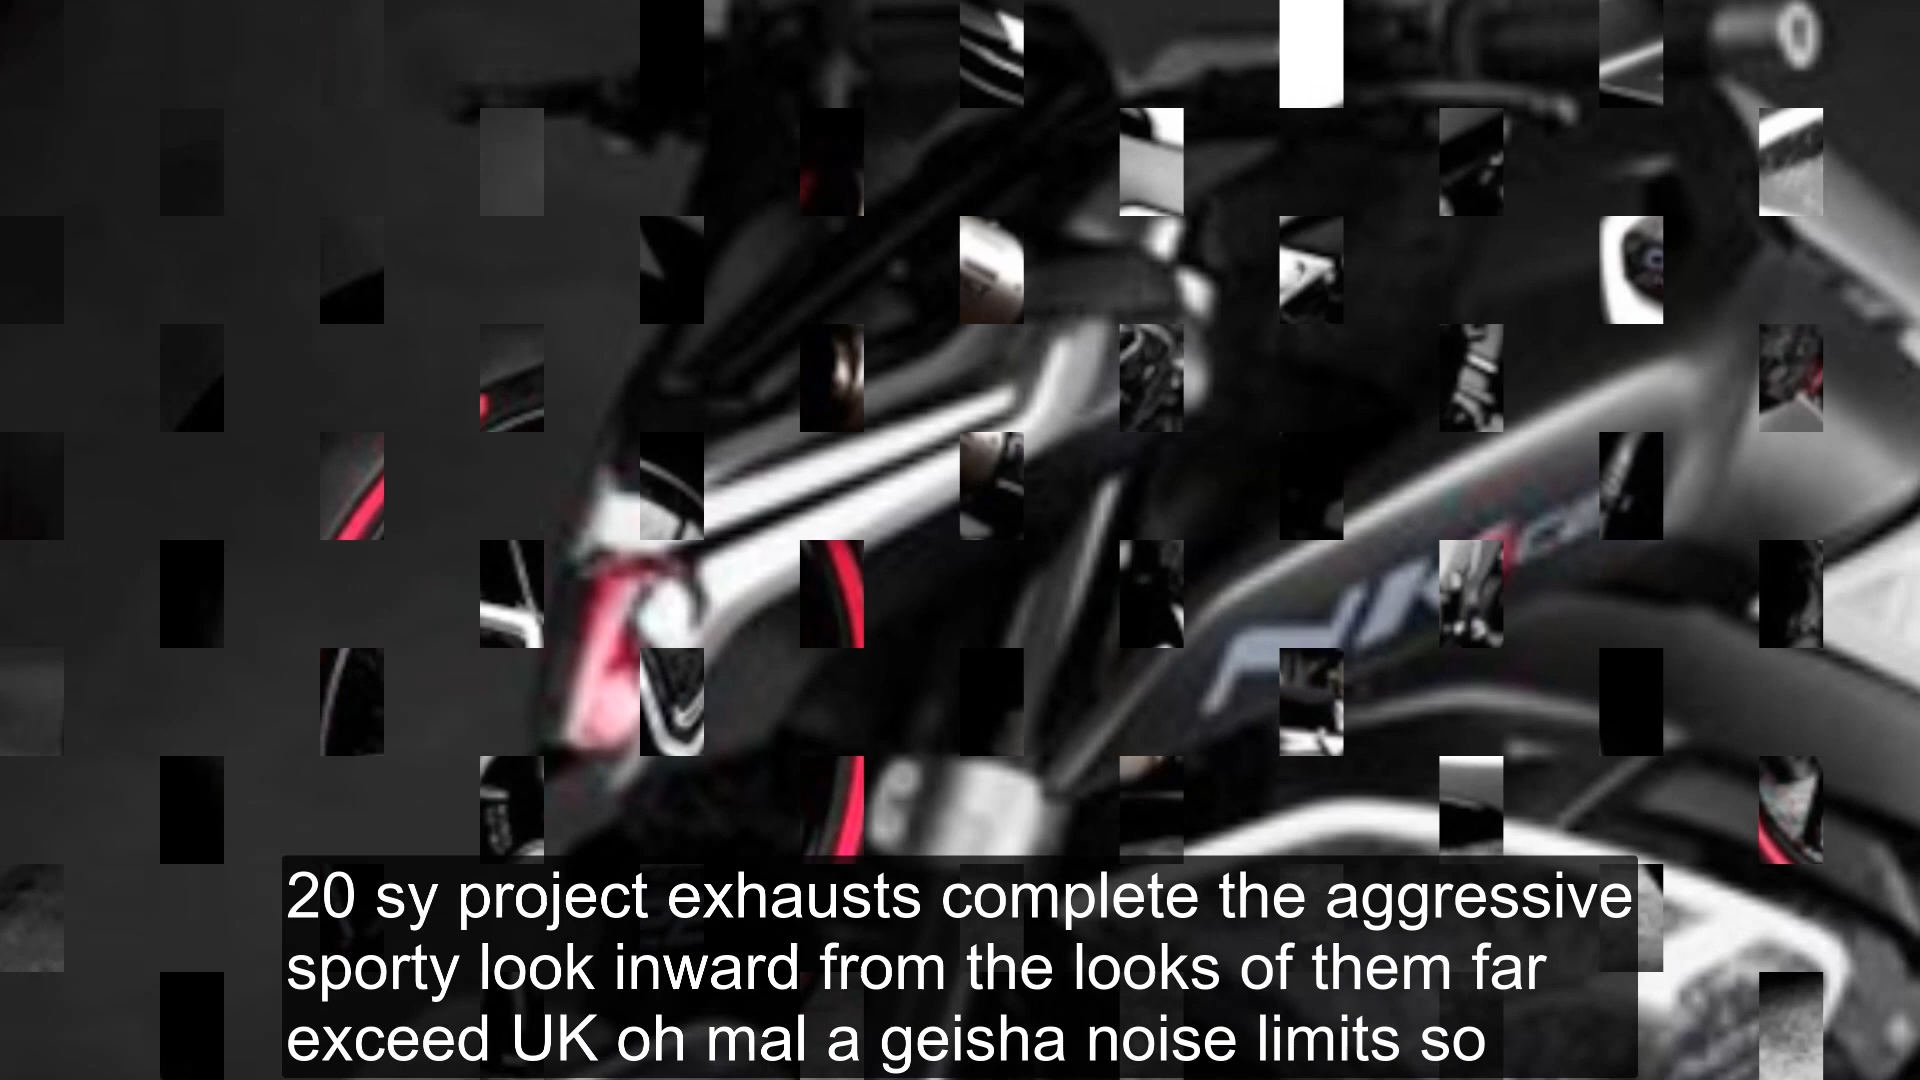 20 sy project exhausts complete the aggressive
sporty look inward from the looks of them far
exceed UK oh mal a geisha noise limits so